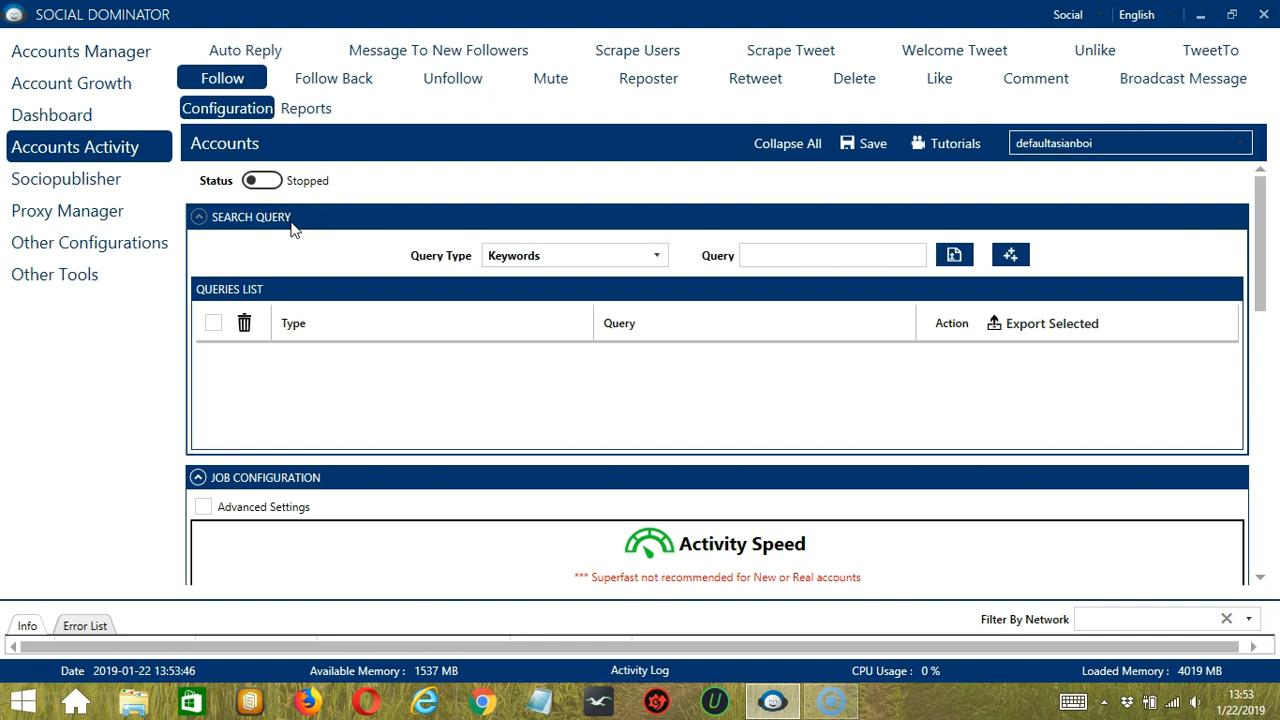 SOCIAL DOMINATOR
Social English
Accounts Manager
Account Growth
Dashboard
Accounts Activity
Sociopublisher
Proxy Manager
Other Configurations
Other Tools
Auto Reply Message To New Followers Scrape Users Scrape Tweet Welcome Tweet Unlike TweetTo
Follow Follow Back Unfollow Mute Reposter Retweet Delete Like Comment Broadcast Message
Configuration Reports
Accounts Collapse All Save Tutorials defaultasianboi
Status Stopped
SEARCH QUERY
Query Type Keywords Query
QUERIES LIST
Type Query Action Export Selected
JOB CONFIGURATION
Advanced Settings
Activity Speed
*** Superfast not recommended for New or Real accounts
Info Error List Filter By Network
Date 2019-01-22 13:53:46 Available Memory : 1537 MB Activity Log CPU Usage : 0 % Loaded Memory : 4019 MB
13:53
1/22/2019